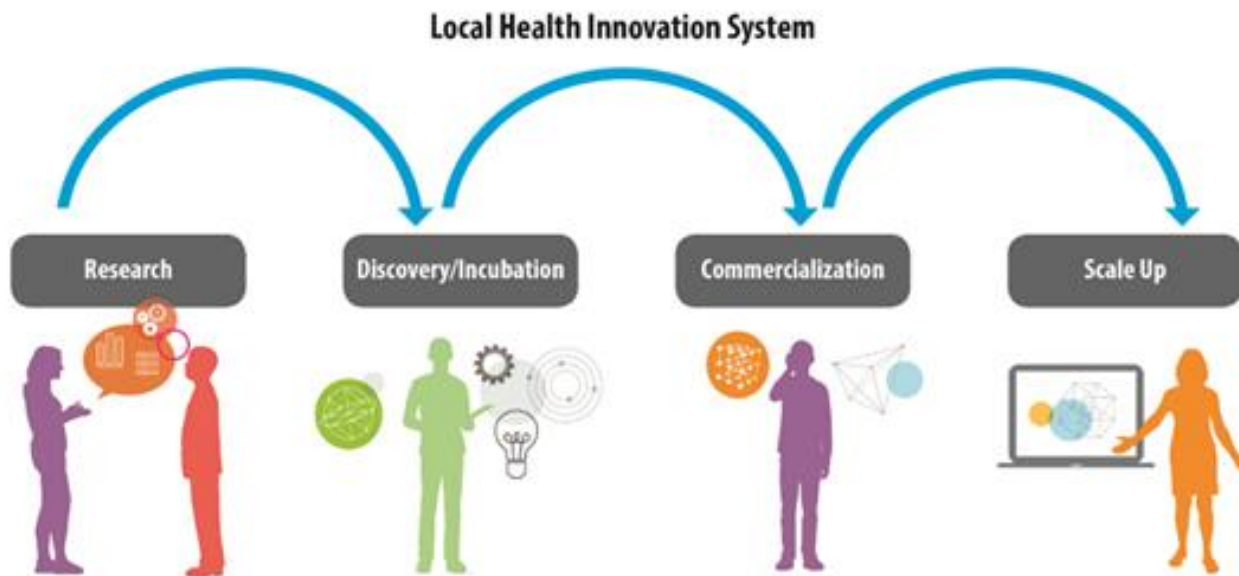 Local Health Innovation System
Research
Discovery/Incubation
Commercialization
Scale Up